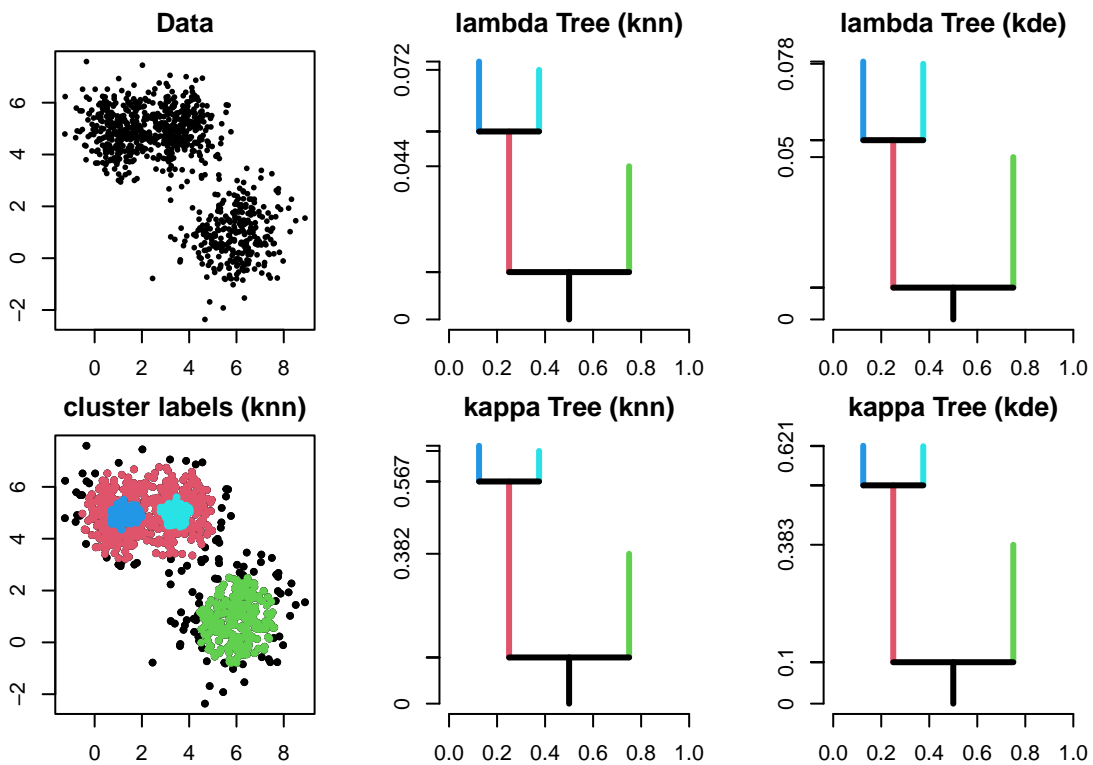 Data
6
4
2
0
−2
0 2 4 6 8
lambda Tree (knn)
0.072
0.044
0
0.0 0.2 0.4 0.6 0.8 1.0
lambda Tree (kde)
0.078
0.05
0
0.0 0.2 0.4 0.6 0.8 1.0
cluster labels (knn)
6
4
2
0
−2
0 2 4 6 8
kappa Tree (knn)
0.567
0.382
0
0.0 0.2 0.4 0.6 0.8 1.0
kappa Tree (kde)
0.621
0.383
0.1
0
0.0 0.2 0.4 0.6 0.8 1.0